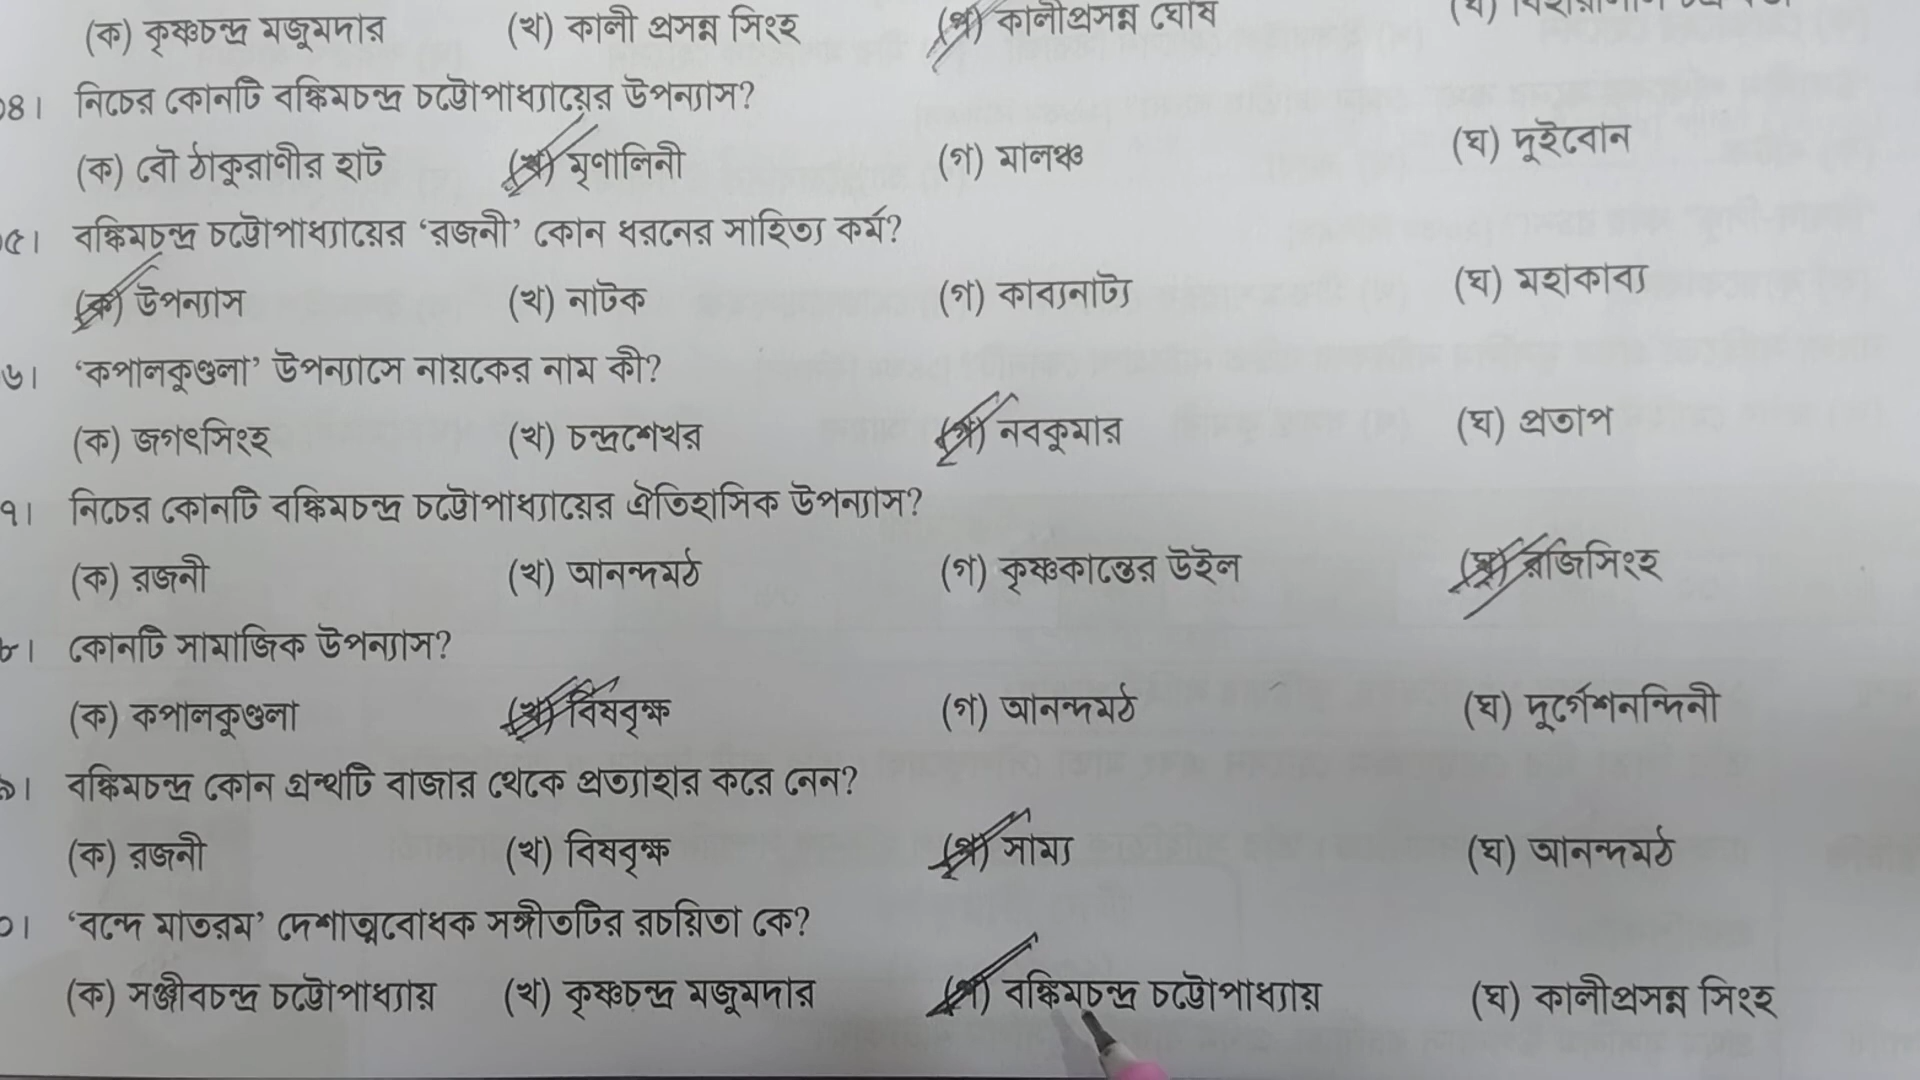 (ক) কৃষ্ণচন্দ্র মজুমদার (খ) কালী প্রসন্ন সিংহ (গ) কালীপ্রসন্ন ঘোষ (ঘ)
৪। নিচের কোনটি বঙ্কিমচন্দ্র চট্টোপাধ্যায়ের উপন্যাস?
(ক) বৌ ঠাকুরাণীর হাট (খ) মৃণালিনী (গ) মালঞ্চ (ঘ) দুইবোন
৫। বঙ্কিমচন্দ্র চট্টোপাধ্যায়ের ‘রজনী’ কোন ধরনের সাহিত্য কর্ম?
(ক) উপন্যাস (খ) নাটক (গ) কাব্যনাট্য (ঘ) মহাকাব্য
৬। ‘কপালকুণ্ডলা’ উপন্যাসে নায়কের নাম কী?
(ক) জগৎসিংহ (খ) চন্দ্রশেখর (গ) নবকুমার (ঘ) প্রতাপ
৭। নিচের কোনটি বঙ্কিমচন্দ্র চট্টোপাধ্যায়ের ঐতিহাসিক উপন্যাস?
(ক) রজনী (খ) আনন্দমঠ (গ) কৃষ্ণকান্তের উইল (ঘ) রজিসিংহ
৮। কোনটি সামাজিক উপন্যাস?
(ক) কপালকুণ্ডলা (খ) বিষবৃক্ষ (গ) আনন্দমঠ (ঘ) দুর্গেশনন্দিনী
৯। বঙ্কিমচন্দ্র কোন গ্রন্থটি বাজার থেকে প্রত্যাহার করে নেন?
(ক) রজনী (খ) বিষবৃক্ষ (গ) সাম্য (ঘ) আনন্দমঠ
০। ‘বন্দে মাতরম’ দেশাত্মবোধক সঙ্গীতটির রচয়িতা কে?
(ক) সঞ্জীবচন্দ্র চট্টোপাধ্যায় (খ) কৃষ্ণচন্দ্র মজুমদার (গ) বঙ্কিমচন্দ্র চট্টোপাধ্যায় (ঘ) কালীপ্রসন্ন সিংহ